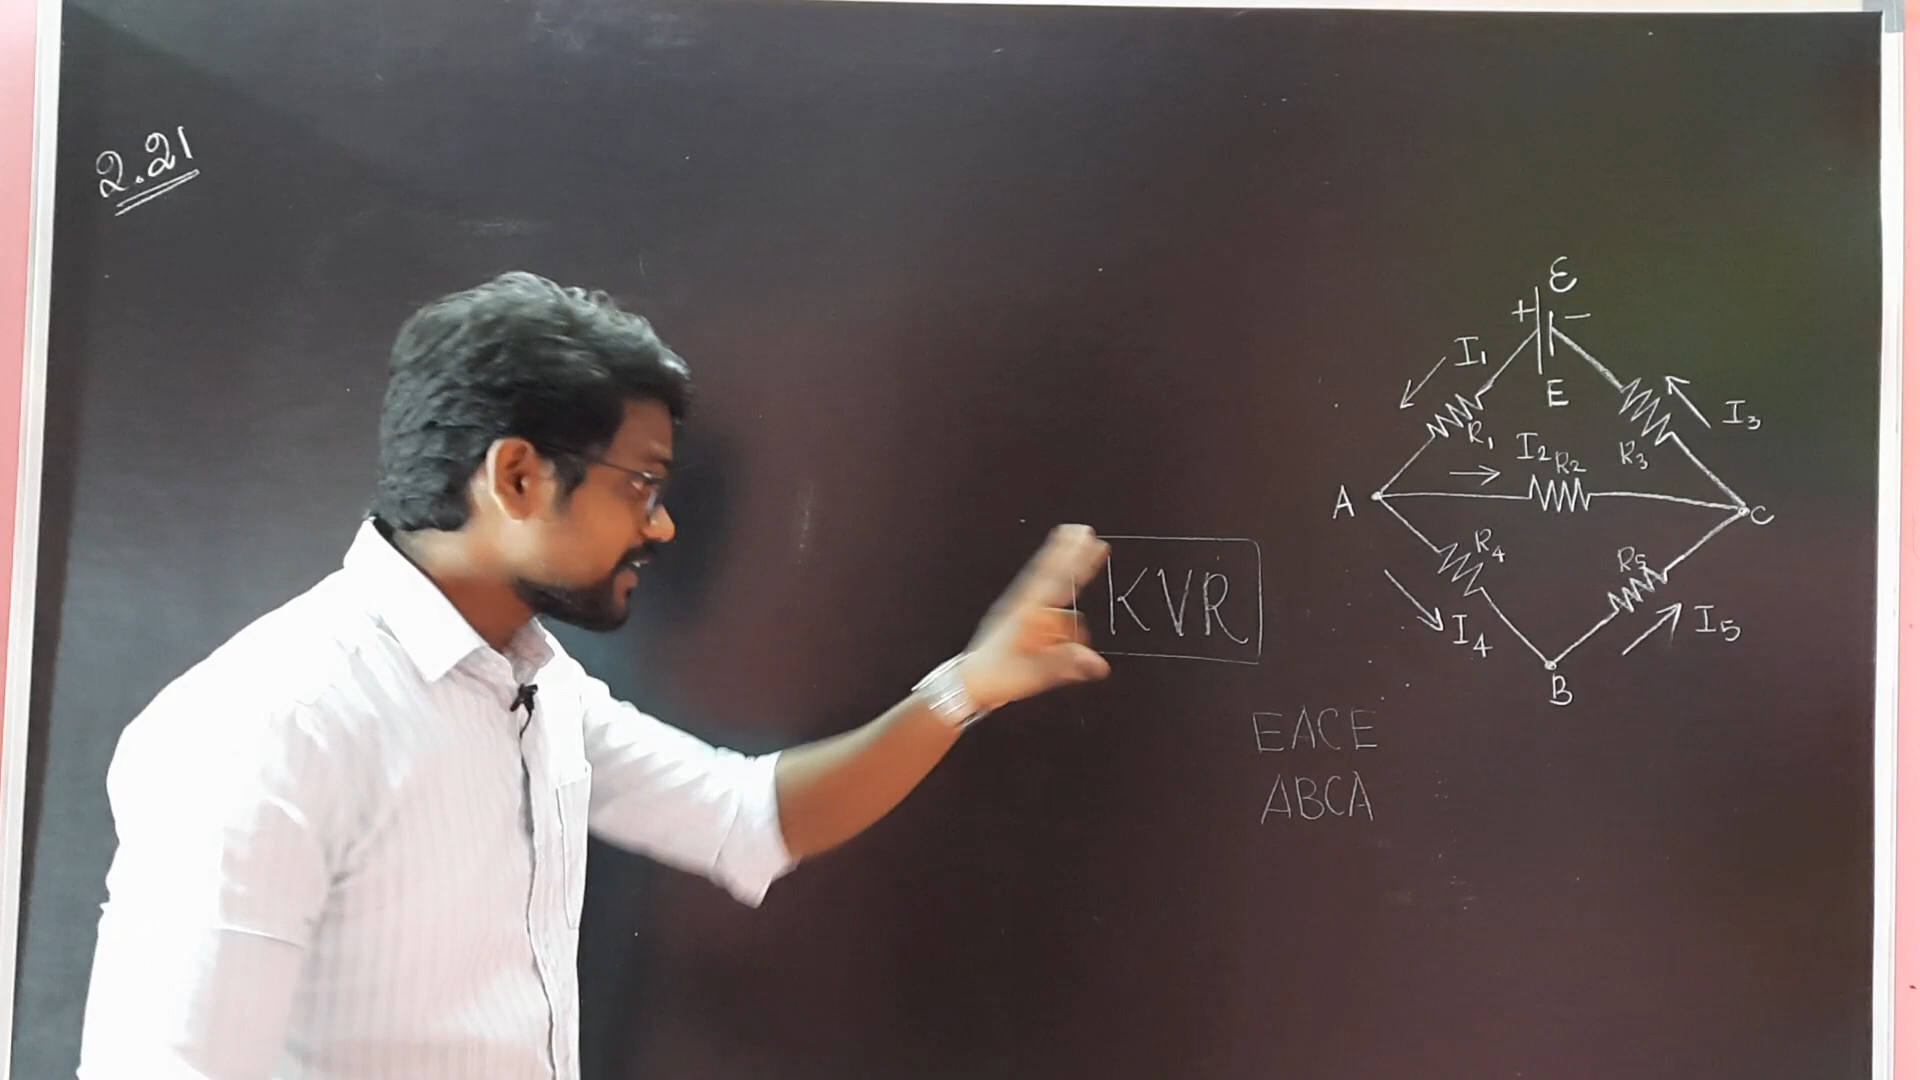 2.21
ε
+ −
I₁
E
I₃
R₁
I₂
R₂
R₃
A
C
KVR
R₄
R₅
I₄
I₅
B
EACE
ABCA